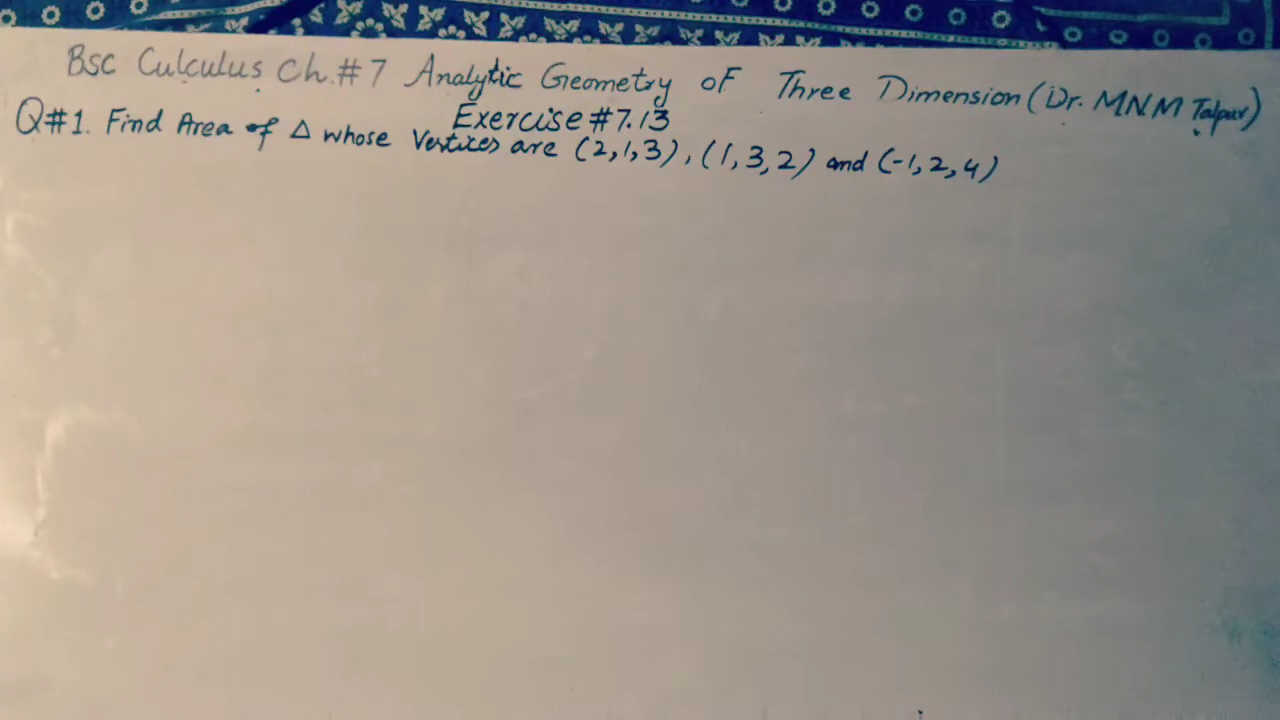 Bsc Culculus Ch.#7 Analytic Geometry of Three Dimension (Dr. MNM Talpur)
Exercise #7.13
Q#1. Find Area of Δ whose Vertices are (2,1,3), (1,3,2) and (-1,2,4)